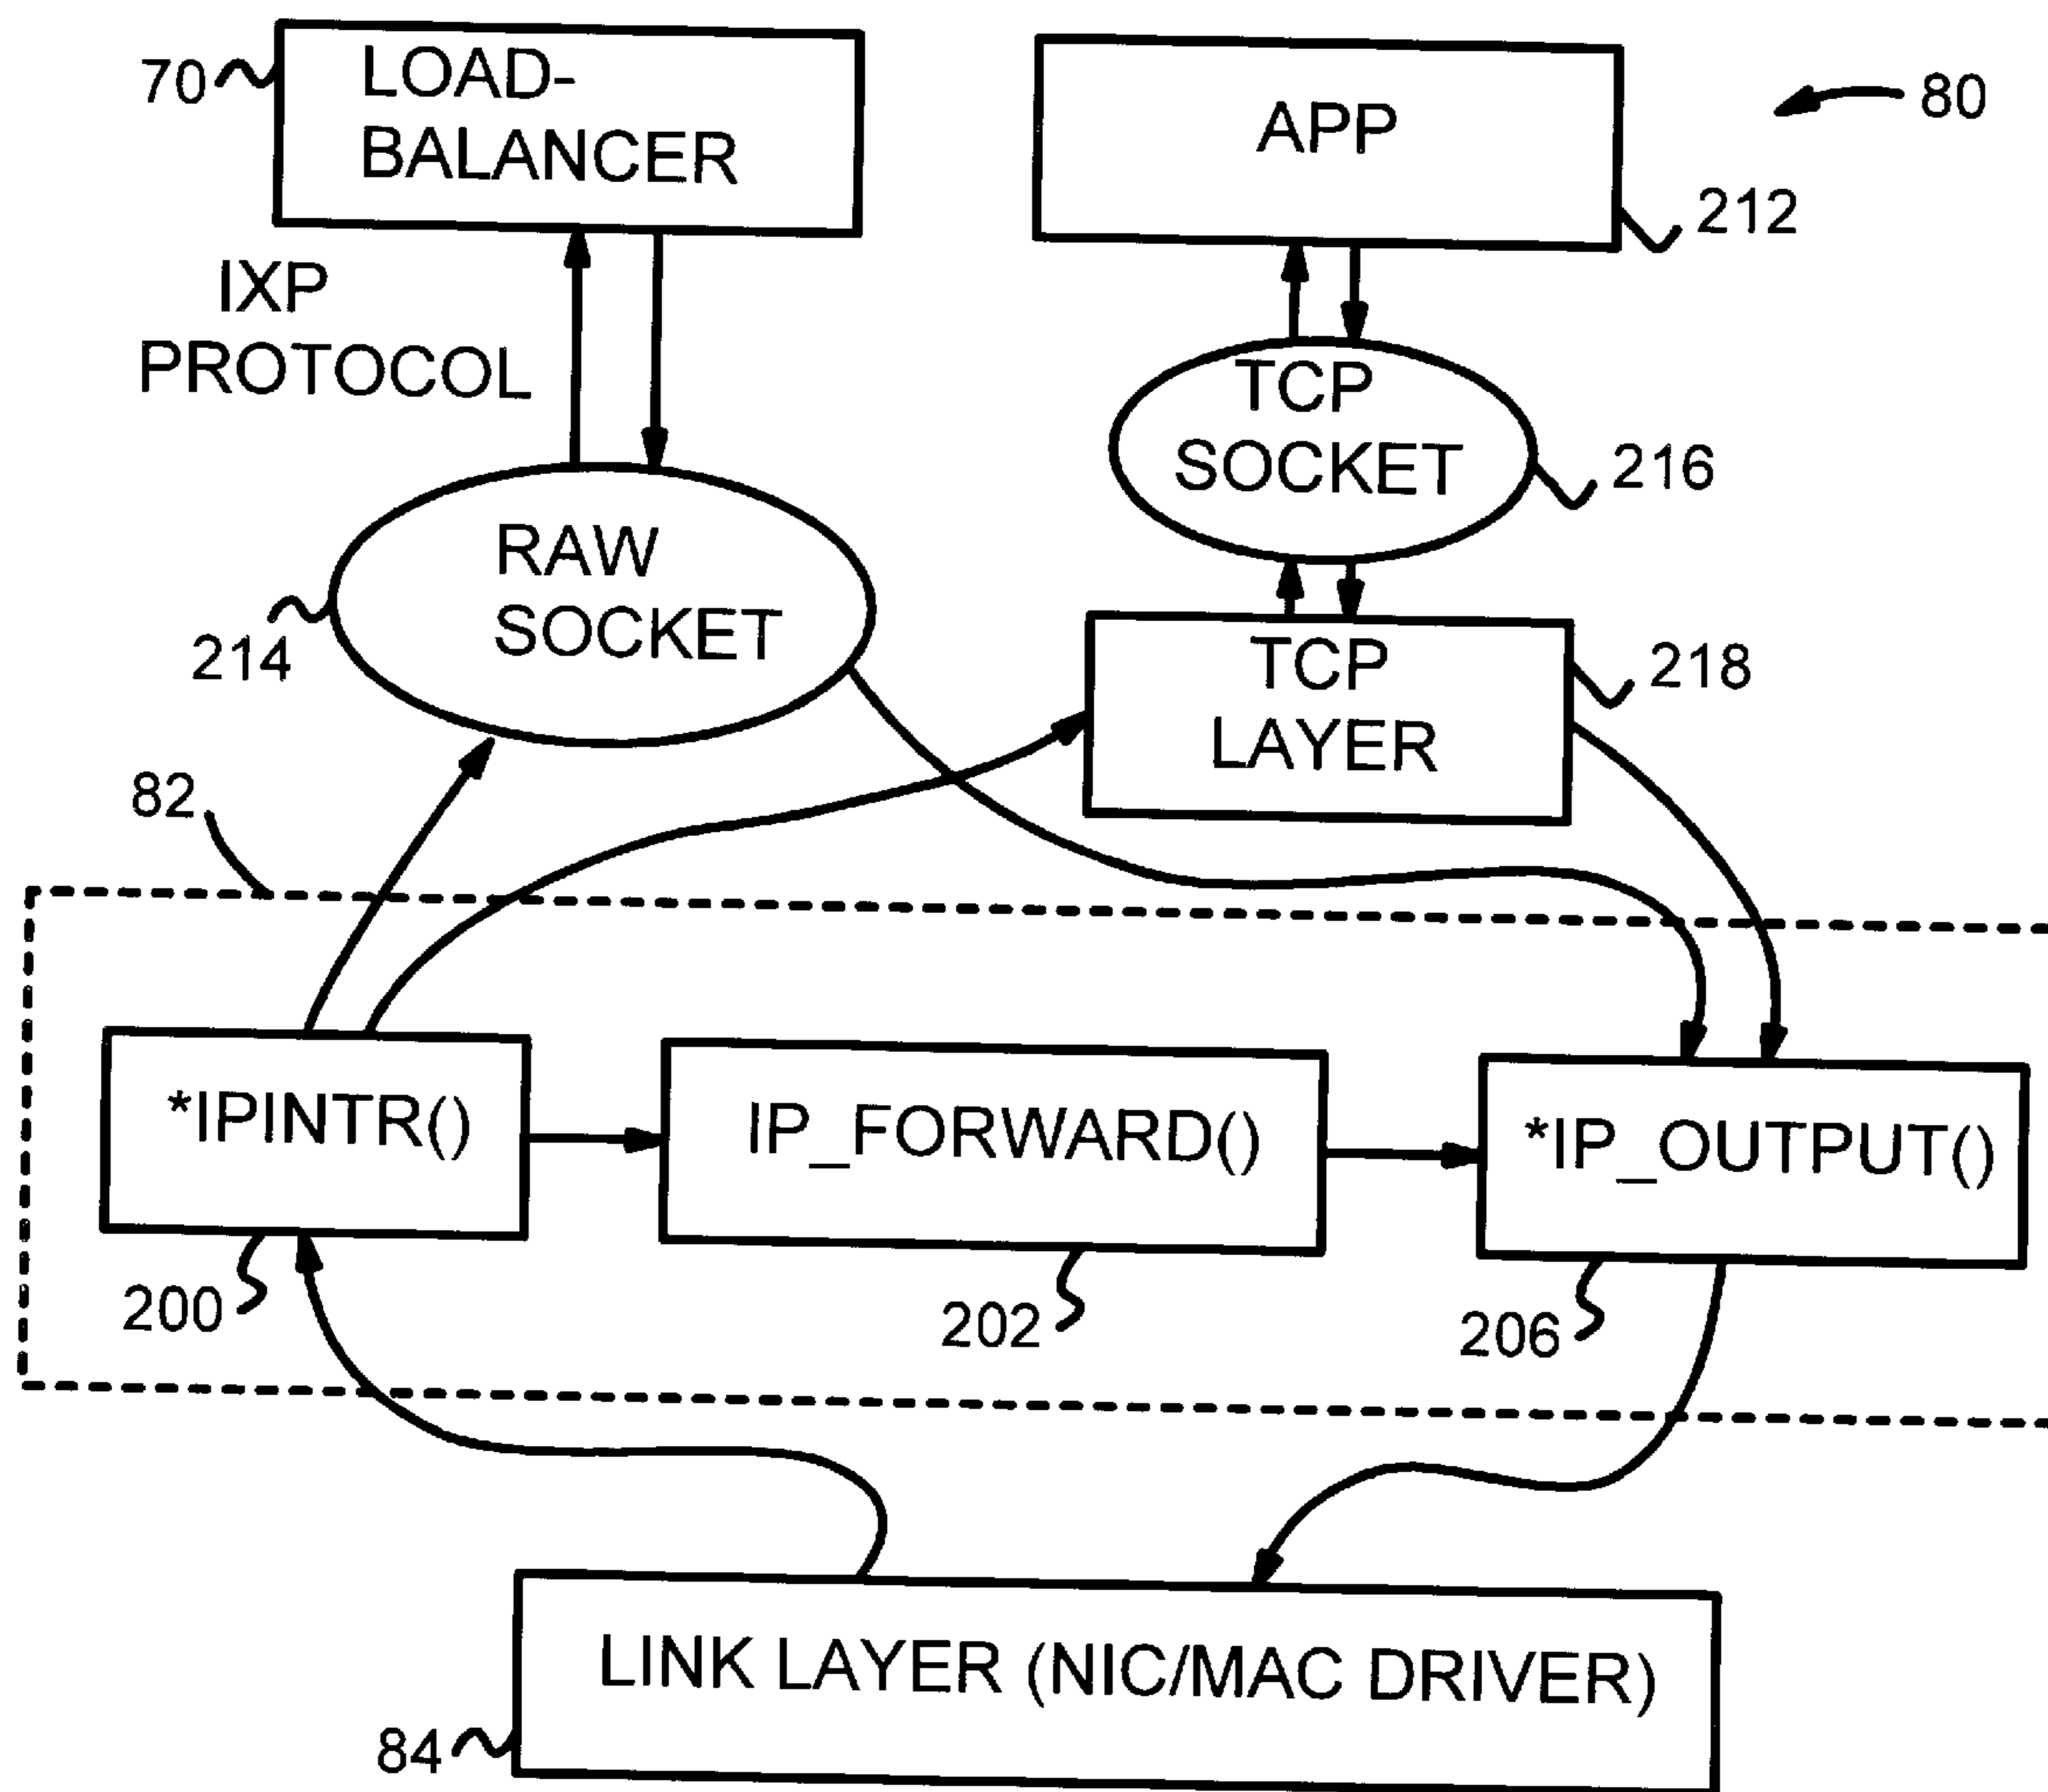 70
LOAD-
BALANCER
APP
80
212
IXP
PROTOCOL
TCP
SOCKET
216
RAW
SOCKET
214
TCP
LAYER
218
82
*IPINTR()
IP_FORWARD()
*IP_OUTPUT()
200
202
206
LINK LAYER (NIC/MAC DRIVER)
84